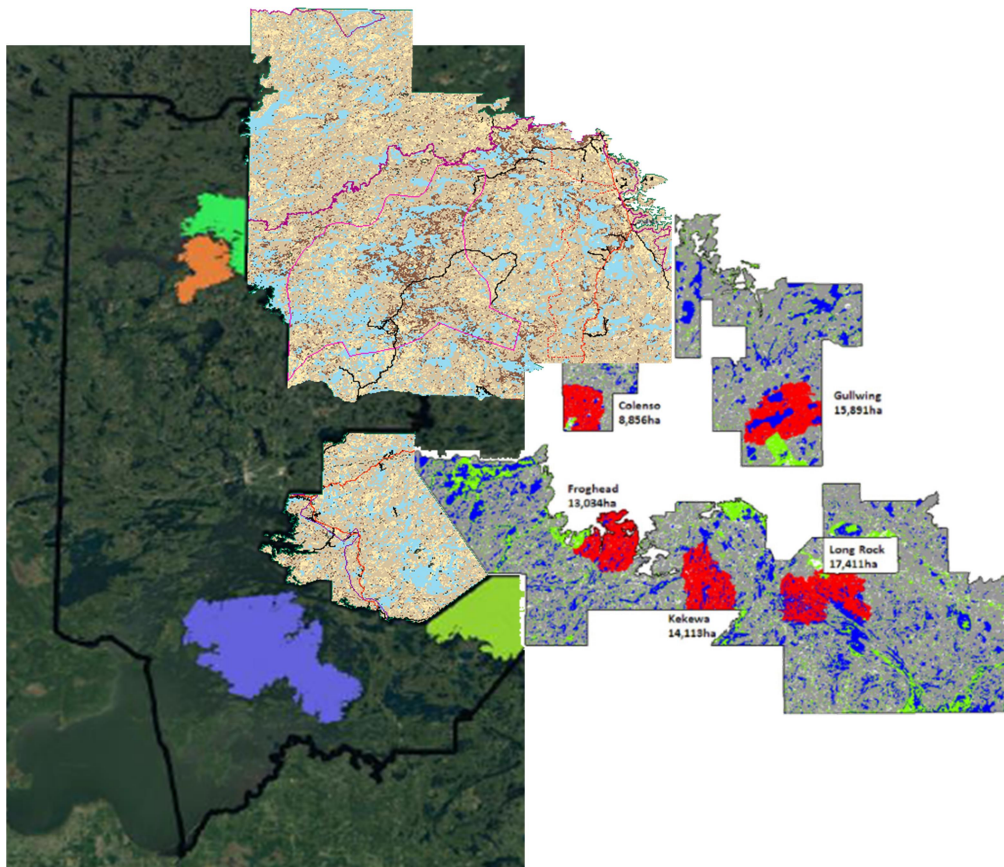 Colenso
8,856ha
Gullwing
15,891ha
Froghead
13,034ha
Long Rock
17,411ha
Kekewa
14,113ha